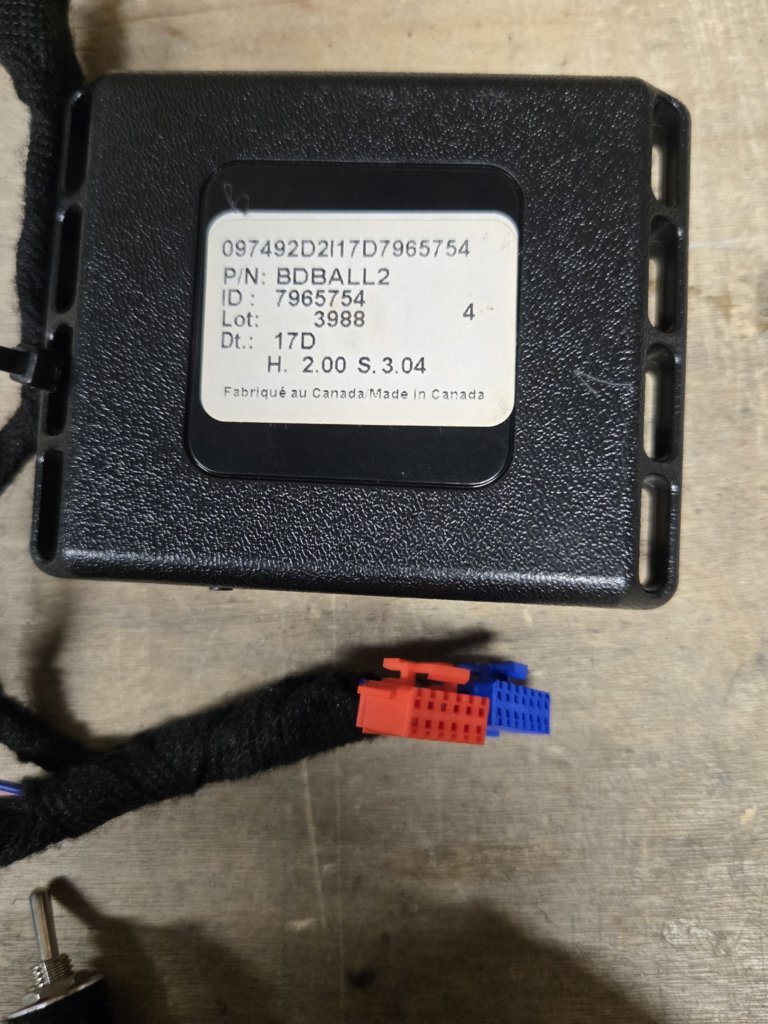 097492D2I17D7965754
P/N: BDBALL2
ID : 7965754
4
Lot: 3988
Dt.: 17D
H. 2.00 S. 3.04
Fabriqué au Canada/Made in Canada